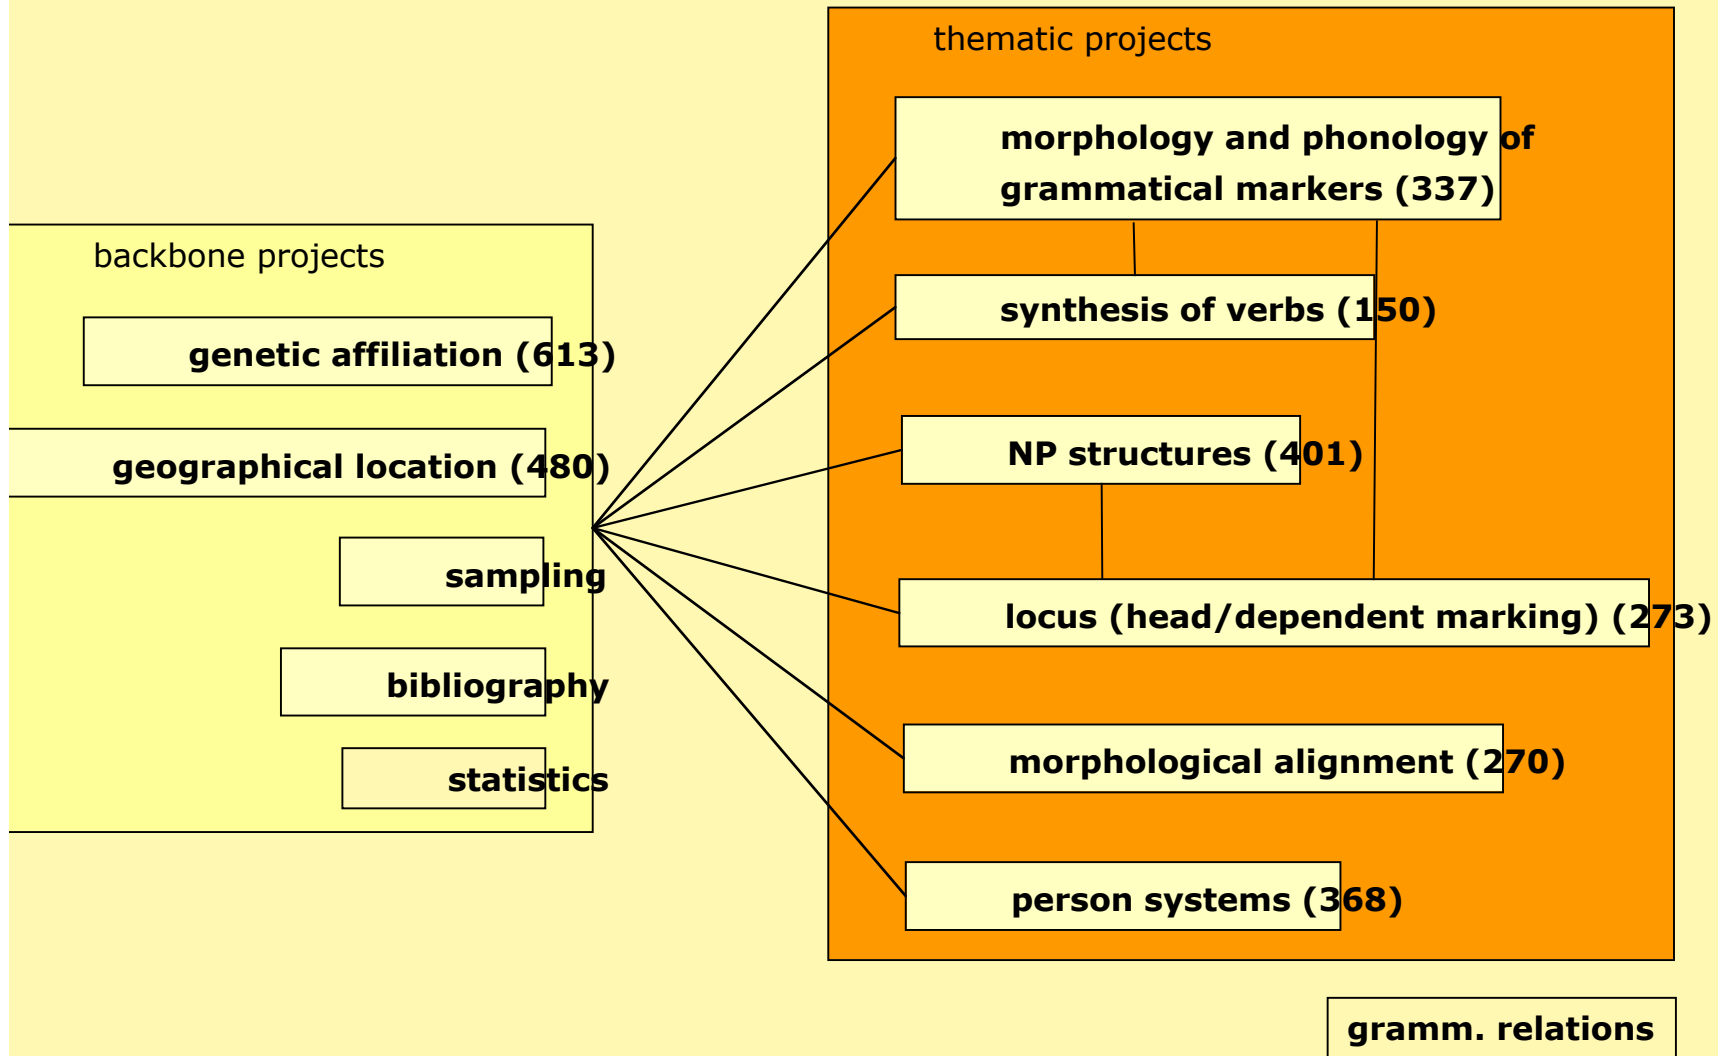 thematic projects
morphology and phonology of
grammatical markers (337)
synthesis of verbs (150)
NP structures (401)
locus (head/dependent marking) (273)
morphological alignment (270)
person systems (368)
backbone projects
genetic affiliation (613)
geographical location (480)
sampling
bibliography
statistics
gramm. relations